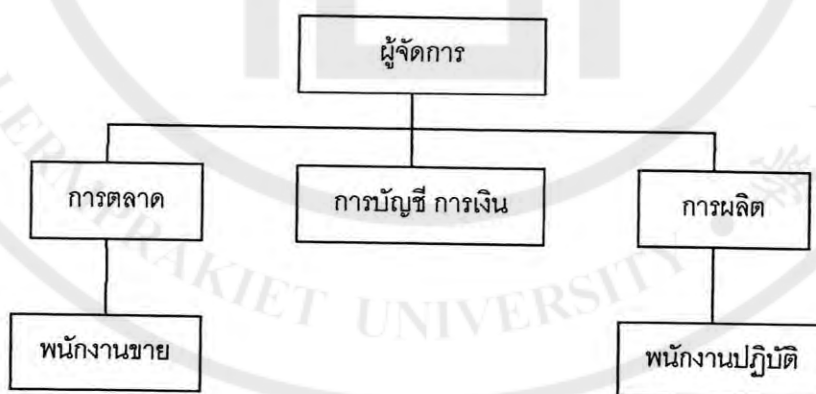 ผู้จัดการ
การตลาด
การบัญชี การเงิน
การผลิต
พนักงานขาย
พนักงานปฏิบัติ
PRAKIET UNIVERSITY